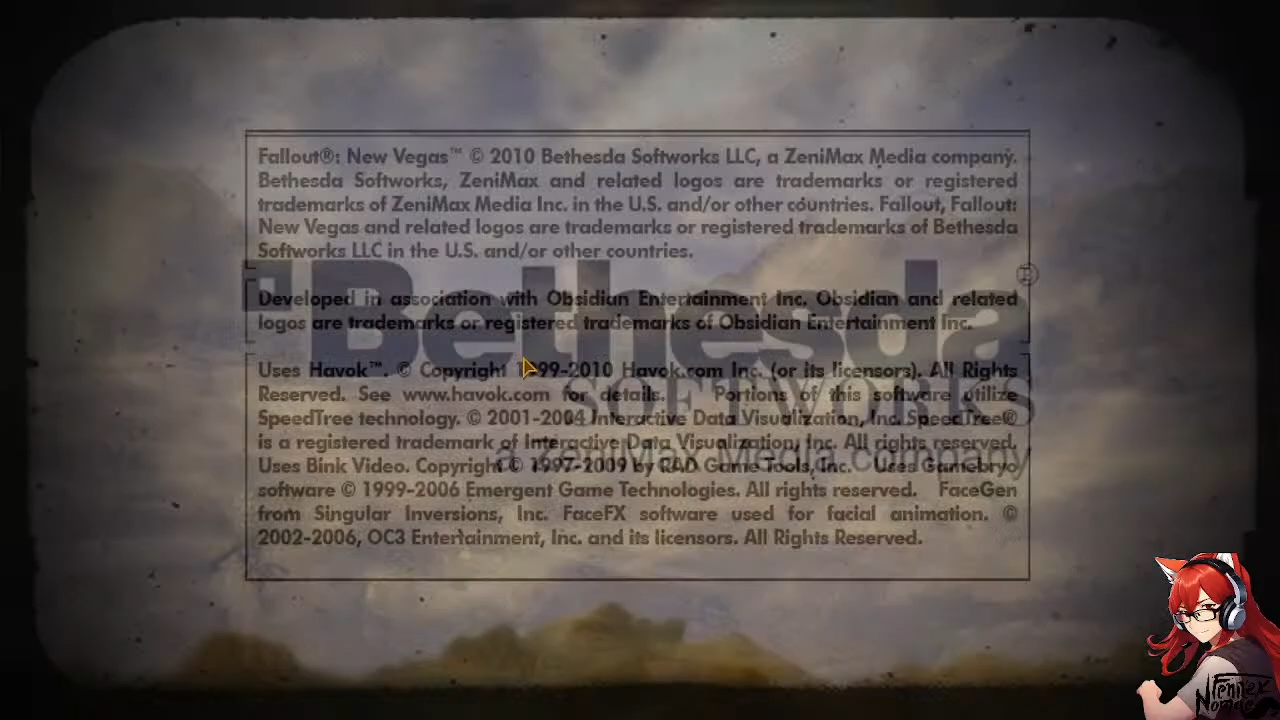 Fallout®: New Vegas™ © 2010 Bethesda Softworks LLC, a ZeniMax Media company.
Bethesda Softworks, ZeniMax and related logos are trademarks or registered
trademarks of ZeniMax Media Inc. in the U.S. and/or other countries. Fallout, Fallout:
New Vegas and related logos are trademarks or registered trademarks of Bethesda
Softworks LLC in the U.S. and/or other countries.
Bethesda®
Developed in association with Obsidian Entertainment Inc. Obsidian and related
logos are trademarks or registered trademarks of Obsidian Entertainment Inc.
Uses Havok™. © Copyright 1999-2010 Havok.com Inc. (or its licensors). All Rights
Reserved. See www.havok.com for details. Portions of this software utilize
SOFTWORKS
SpeedTree technology. © 2001-2004 Interactive Data Visualization, Inc. SpeedTree®
is a registered trademark of Interactive Data Visualization, Inc. All rights reserved.
a ZeniMax Media company
Uses Bink Video. Copyright © 1997-2009 by RAD Game Tools, Inc. Uses Gamebryo
software © 1999-2006 Emergent Game Technologies. All rights reserved. FaceGen
from Singular Inversions, Inc. FaceFX software used for facial animation. ©
2002-2006, OC3 Entertainment, Inc. and its licensors. All Rights Reserved.